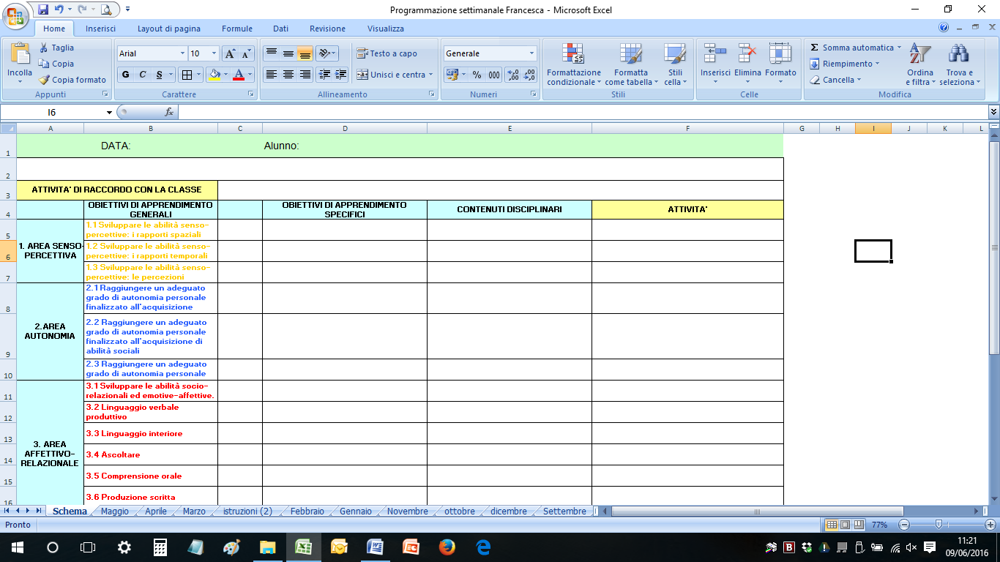 Programmazione settimanale Francesca - Microsoft Excel
Home Inserisci Layout di pagina Formule Dati Revisione Visualizza
Incolla
Taglia
Copia
Copia formato
Appunti
Arial 10
G C S
Carattere
Testo a capo
Unisci e centra
Allineamento
Generale
% 000
Numeri
Formattazione condizionale
Formatta come tabella
Stili cella
Stili
Inserisci Elimina Formato
Celle
Σ Somma automatica
Riempimento
Cancella
Ordina e filtra
Trova e seleziona
Modifica
I6 fx
A B C D E F G H I J K L
1 DATA: Alunno:
2
3 ATTIVITA' DI RACCORDO CON LA CLASSE
4
OBIETTIVI DI APPRENDIMENTO
GENERALI
OBIETTIVI DI APPRENDIMENTO
SPECIFICI
CONTENUTI DISCIPLINARI
ATTIVITA'
1. AREA SENSO-
PERCETTIVA
5
1.1 Sviluppare le abilità senso-
percettive: i rapporti spaziali
6
1.2 Sviluppare le abilità senso-
percettive: i rapporti temporali
7
1.3 Sviluppare le abilità senso-
percettive: le percezioni
2.AREA
AUTONOMIA
8
2.1 Raggiungere un adeguato
grado di autonomia personale
finalizzato all'acquisizione
9
2.2 Raggiungere un adeguato
grado di autonomia personale
finalizzato all'acquisizione di
abilità sociali
10
2.3 Raggiungere un adeguato
grado di autonomia personale
3. AREA
AFFETTIVO-
RELAZIONALE
11
3.1 Sviluppare le abilità socio-
relazionali ed emotive-affettive.
12
3.2 Linguaggio verbale
produttivo
13
3.3 Linguaggio interiore
14
3.4 Ascoltare
15
3.5 Comprensione orale
16
3.6 Produzione scritta
Schema Maggio Aprile Marzo istruzioni (2) Febbraio Gennaio Novembre ottobre dicembre Settembre
Pronto 77%
11:21
09/06/2016